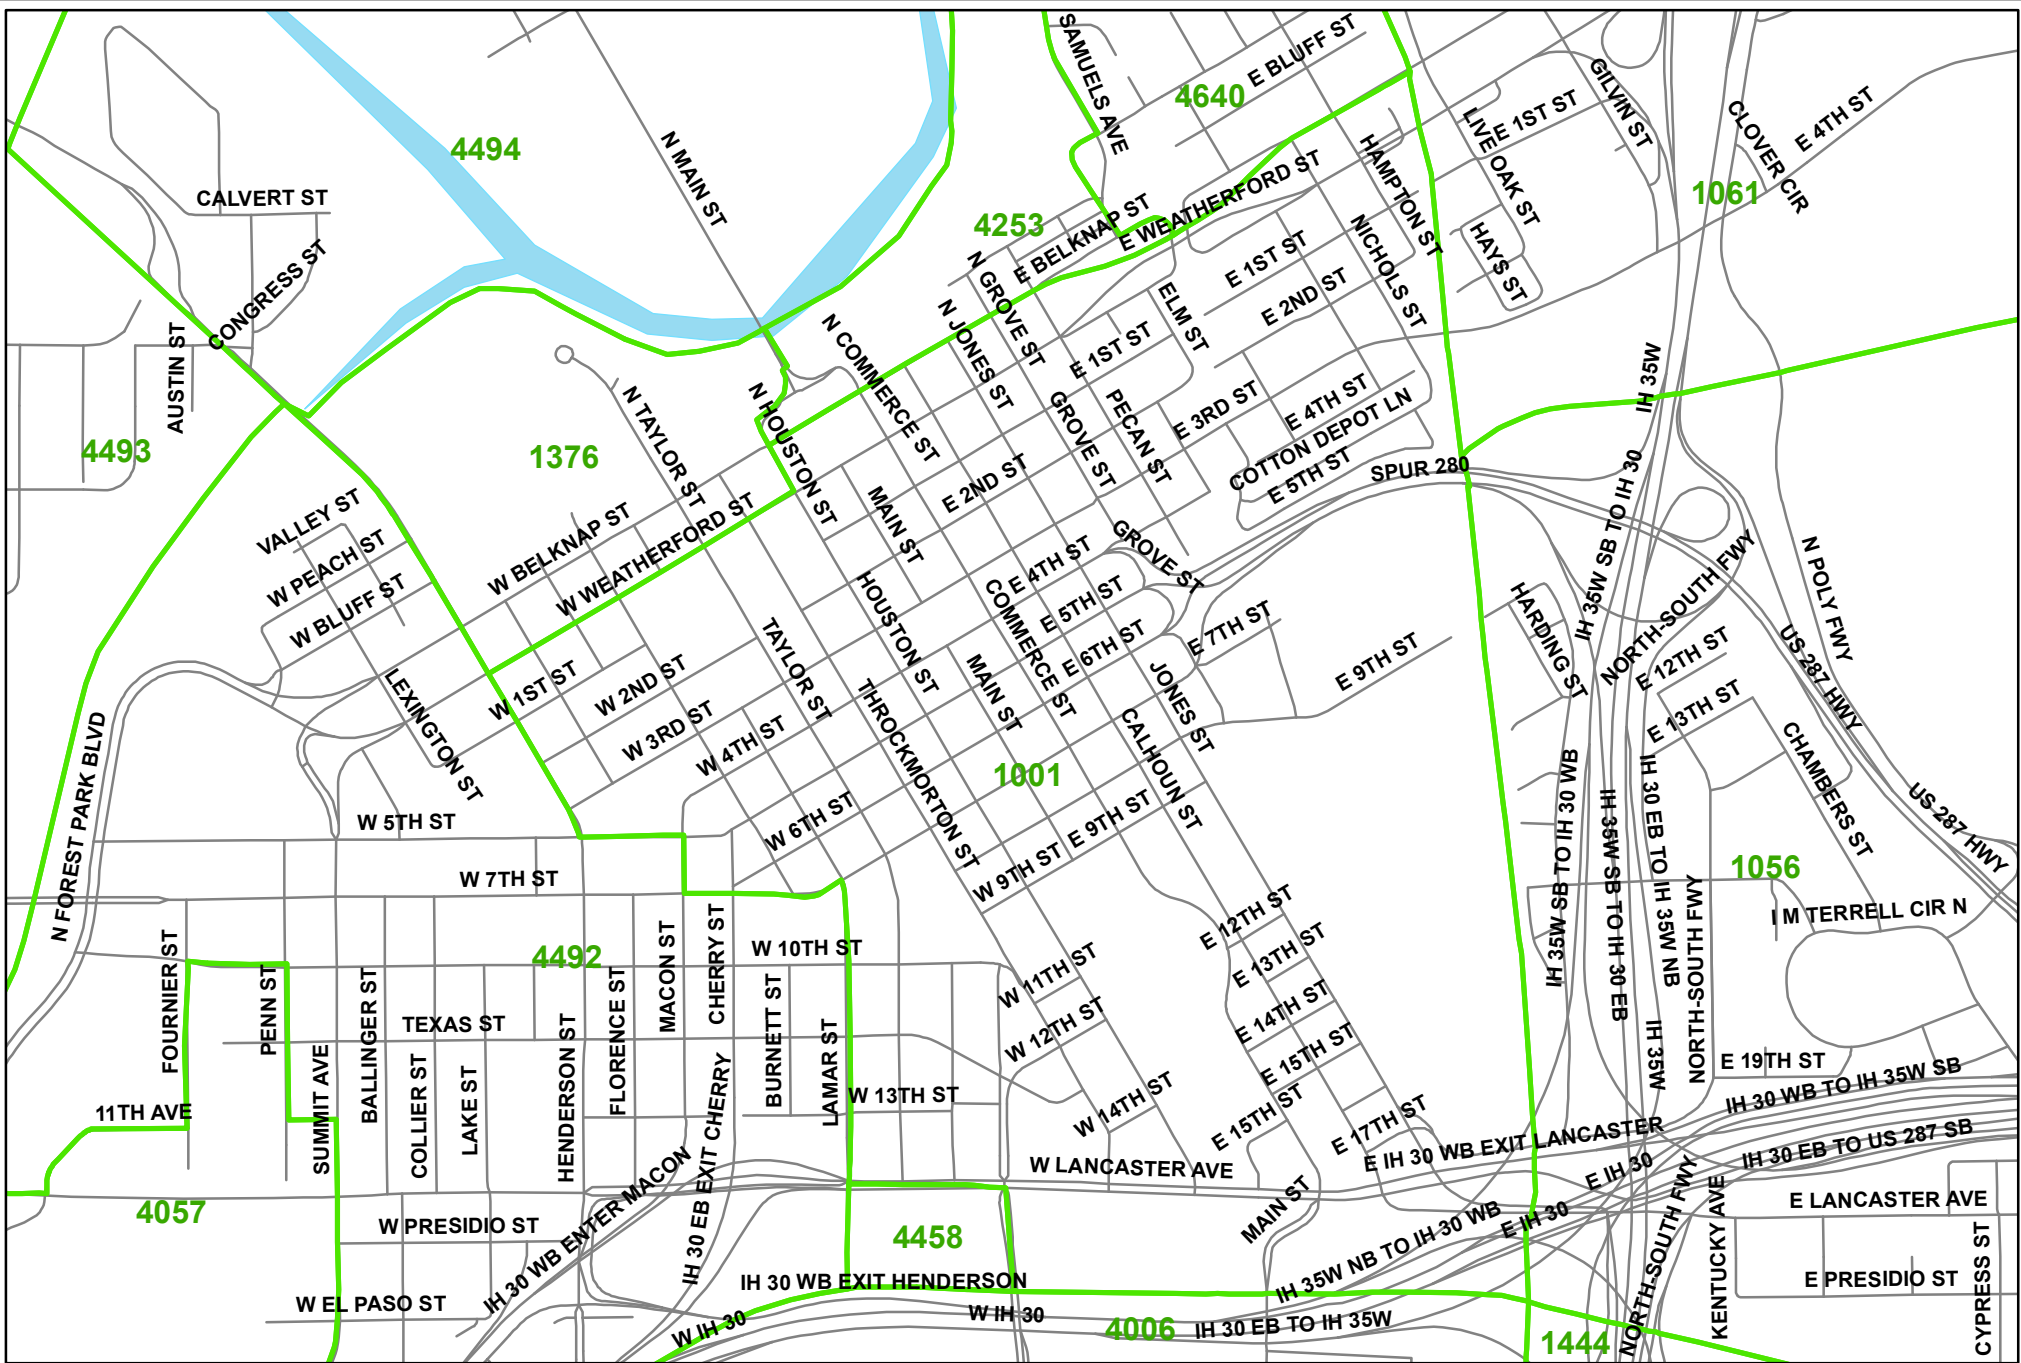 SAMUELS AVE
E BLUFF ST
4640
GILVIN ST
LIVE OAK ST
E 1ST ST
CLOVER CIR
E 4TH ST
4494
N MAIN ST
HAMPTON ST
1061
CALVERT ST
CONGRESS ST
4253
E BELKNAP ST
E WEATHERFORD ST
NICHOLS ST
HAYS ST
N GROVE ST
E 1ST ST
E 2ND ST
ELM ST
AUSTIN ST
N JONES ST
N COMMERCE ST
E 1ST ST
IH 35W
4493
1376
N TAYLOR ST
N HOUSTON ST
GROVE ST
PECAN ST
E 3RD ST
E 4TH ST
COTTON DEPOT LN
E 5TH ST
SPUR 280
VALLEY ST
W PEACH ST
W BLUFF ST
W BELKNAP ST
W WEATHERFORD ST
MAIN ST
E 2ND ST
GROVE ST
IH 35W SB TO IH 30
NORTH-SOUTH FWY
N POLY FWY
HOUSTON ST
E 4TH ST
E 5TH ST
E 6TH ST
COMMERCE ST
E 7TH ST
E 9TH ST
HARDING ST
E 12TH ST
E 13TH ST
US 287 HWY
LEXINGTON ST
W 1ST ST
W 2ND ST
W 3RD ST
W 4TH ST
TAYLOR ST
THROCKMORTON ST
MAIN ST
JONES ST
CALHOUN ST
1001
N FOREST PARK BLVD
W 5TH ST
W 6TH ST
W 7TH ST
W 9TH ST
E 9TH ST
IH 35W SB TO IH 30 WB
IH 35W SB TO IH 30 EB
IH 30 EB TO IH 35W NB
CHAMBERS ST
US 287 HWY
1056
I M TERRELL CIR N
NORTH-SOUTH FWY
FOURNIER ST
PENN ST
SUMMIT AVE
BALLINGER ST
COLLIER ST
LAKE ST
4492
HENDERSON ST
FLORENCE ST
MACON ST
CHERRY ST
W 10TH ST
BURNETT ST
LAMAR ST
TEXAS ST
W 11TH ST
W 12TH ST
E 12TH ST
E 13TH ST
E 14TH ST
E 15TH ST
E 15TH ST
IH 35W
E 19TH ST
11TH AVE
IH 30 EB EXIT CHERRY
W 13TH ST
W 14TH ST
E 17TH ST
IH 30 WB TO IH 35W SB
E IH 30 WB EXIT LANCASTER
IH 30 EB TO US 287 SB
W LANCASTER AVE
MAIN ST
E IH 30
E IH 30
E LANCASTER AVE
4057
W PRESIDIO ST
IH 30 WB ENTER MACON
4458
IH 35W NB TO IH 30 WB
NORTH-SOUTH FWY
KENTUCKY AVE
CYPRESS ST
E PRESIDIO ST
W EL PASO ST
IH 30 WB EXIT HENDERSON
W IH 30
W IH 30
4006
IH 30 EB TO IH 35W
1444